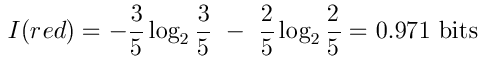 I(red) = −3/5 log₂ 3/5 − 2/5 log₂ 2/5 = 0.971 bits